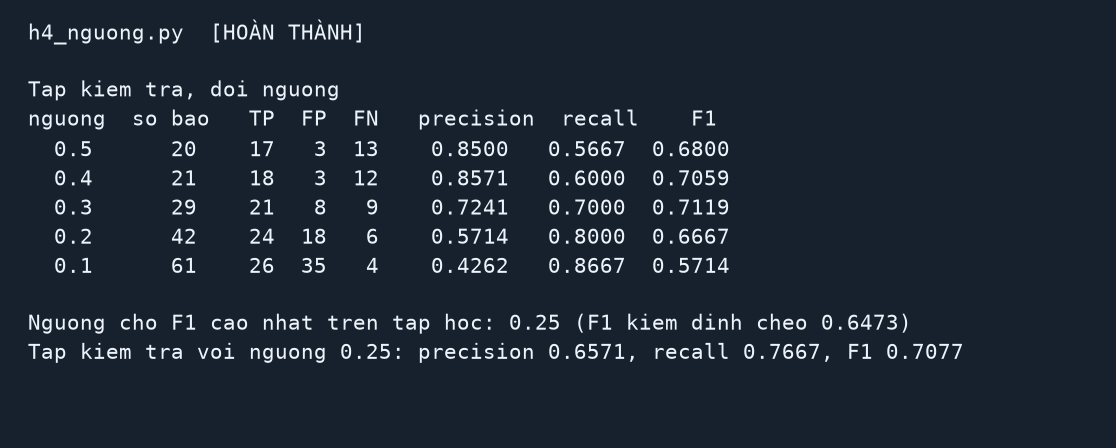 h4_nguong.py [HOÀN THÀNH]
Tap kiem tra, doi nguong
nguong so bao TP FP FN precision recall F1
0.5 20 17 3 13 0.8500 0.5667 0.6800
0.4 21 18 3 12 0.8571 0.6000 0.7059
0.3 29 21 8 9 0.7241 0.7000 0.7119
0.2 42 24 18 6 0.5714 0.8000 0.6667
0.1 61 26 35 4 0.4262 0.8667 0.5714
Nguong cho F1 cao nhat tren tap hoc: 0.25 (F1 kiem dinh cheo 0.6473)
Tap kiem tra voi nguong 0.25: precision 0.6571, recall 0.7667, F1 0.7077